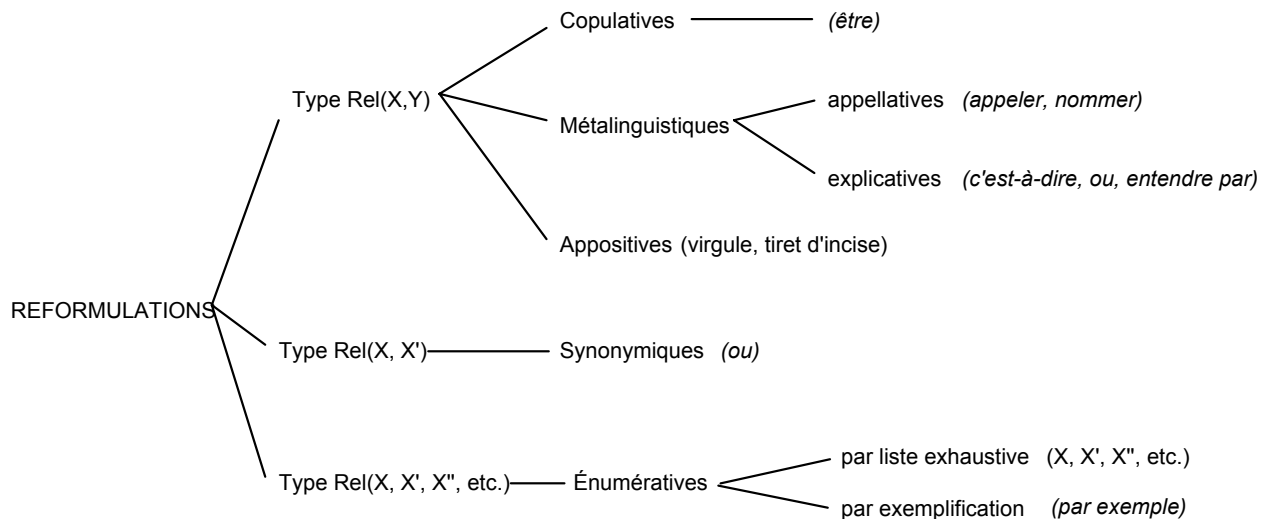 Copulatives (être)
Type Rel(X,Y)
appellatives (appeler, nommer)
Métalinguistiques
explicatives (c'est-à-dire, ou, entendre par)
Appositives (virgule, tiret d'incise)
REFORMULATIONS
Type Rel(X, X') Synonymiques (ou)
par liste exhaustive (X, X', X", etc.)
Type Rel(X, X', X", etc.) Énumératives
par exemplification (par exemple)